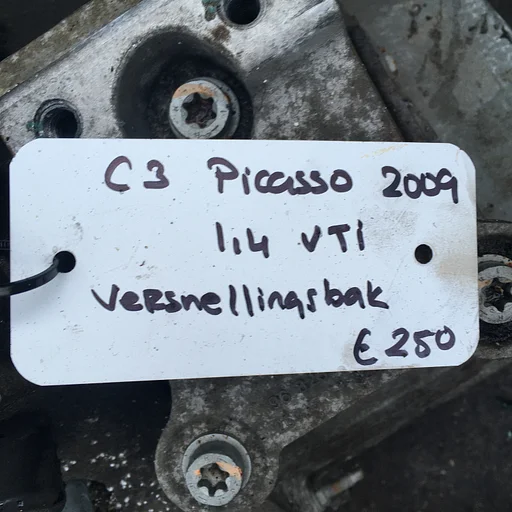 C3 Picasso 2009
1,4 VTi
Versnellingsbak
€ 250